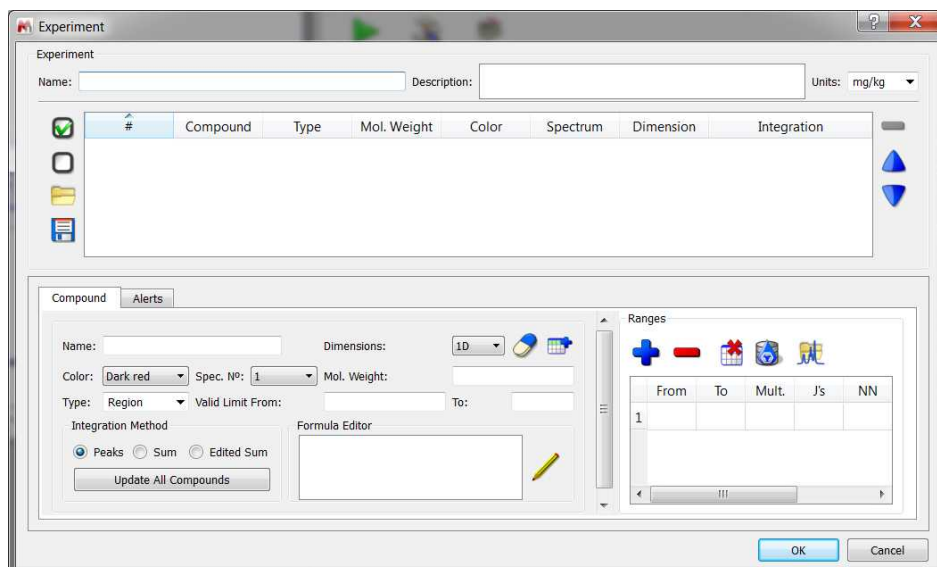 Experiment
Experiment
Name: Description: Units: mg/kg
# Compound Type Mol. Weight Color Spectrum Dimension Integration
Compound Alerts
Name: Dimensions: 1D
Color: Dark red Spec. Nº: 1 Mol. Weight:
Type: Region Valid Limit From: To:
Integration Method Formula Editor
Peaks Sum Edited Sum
Update All Compounds
Ranges
From To Mult. J's NN
1
OK Cancel